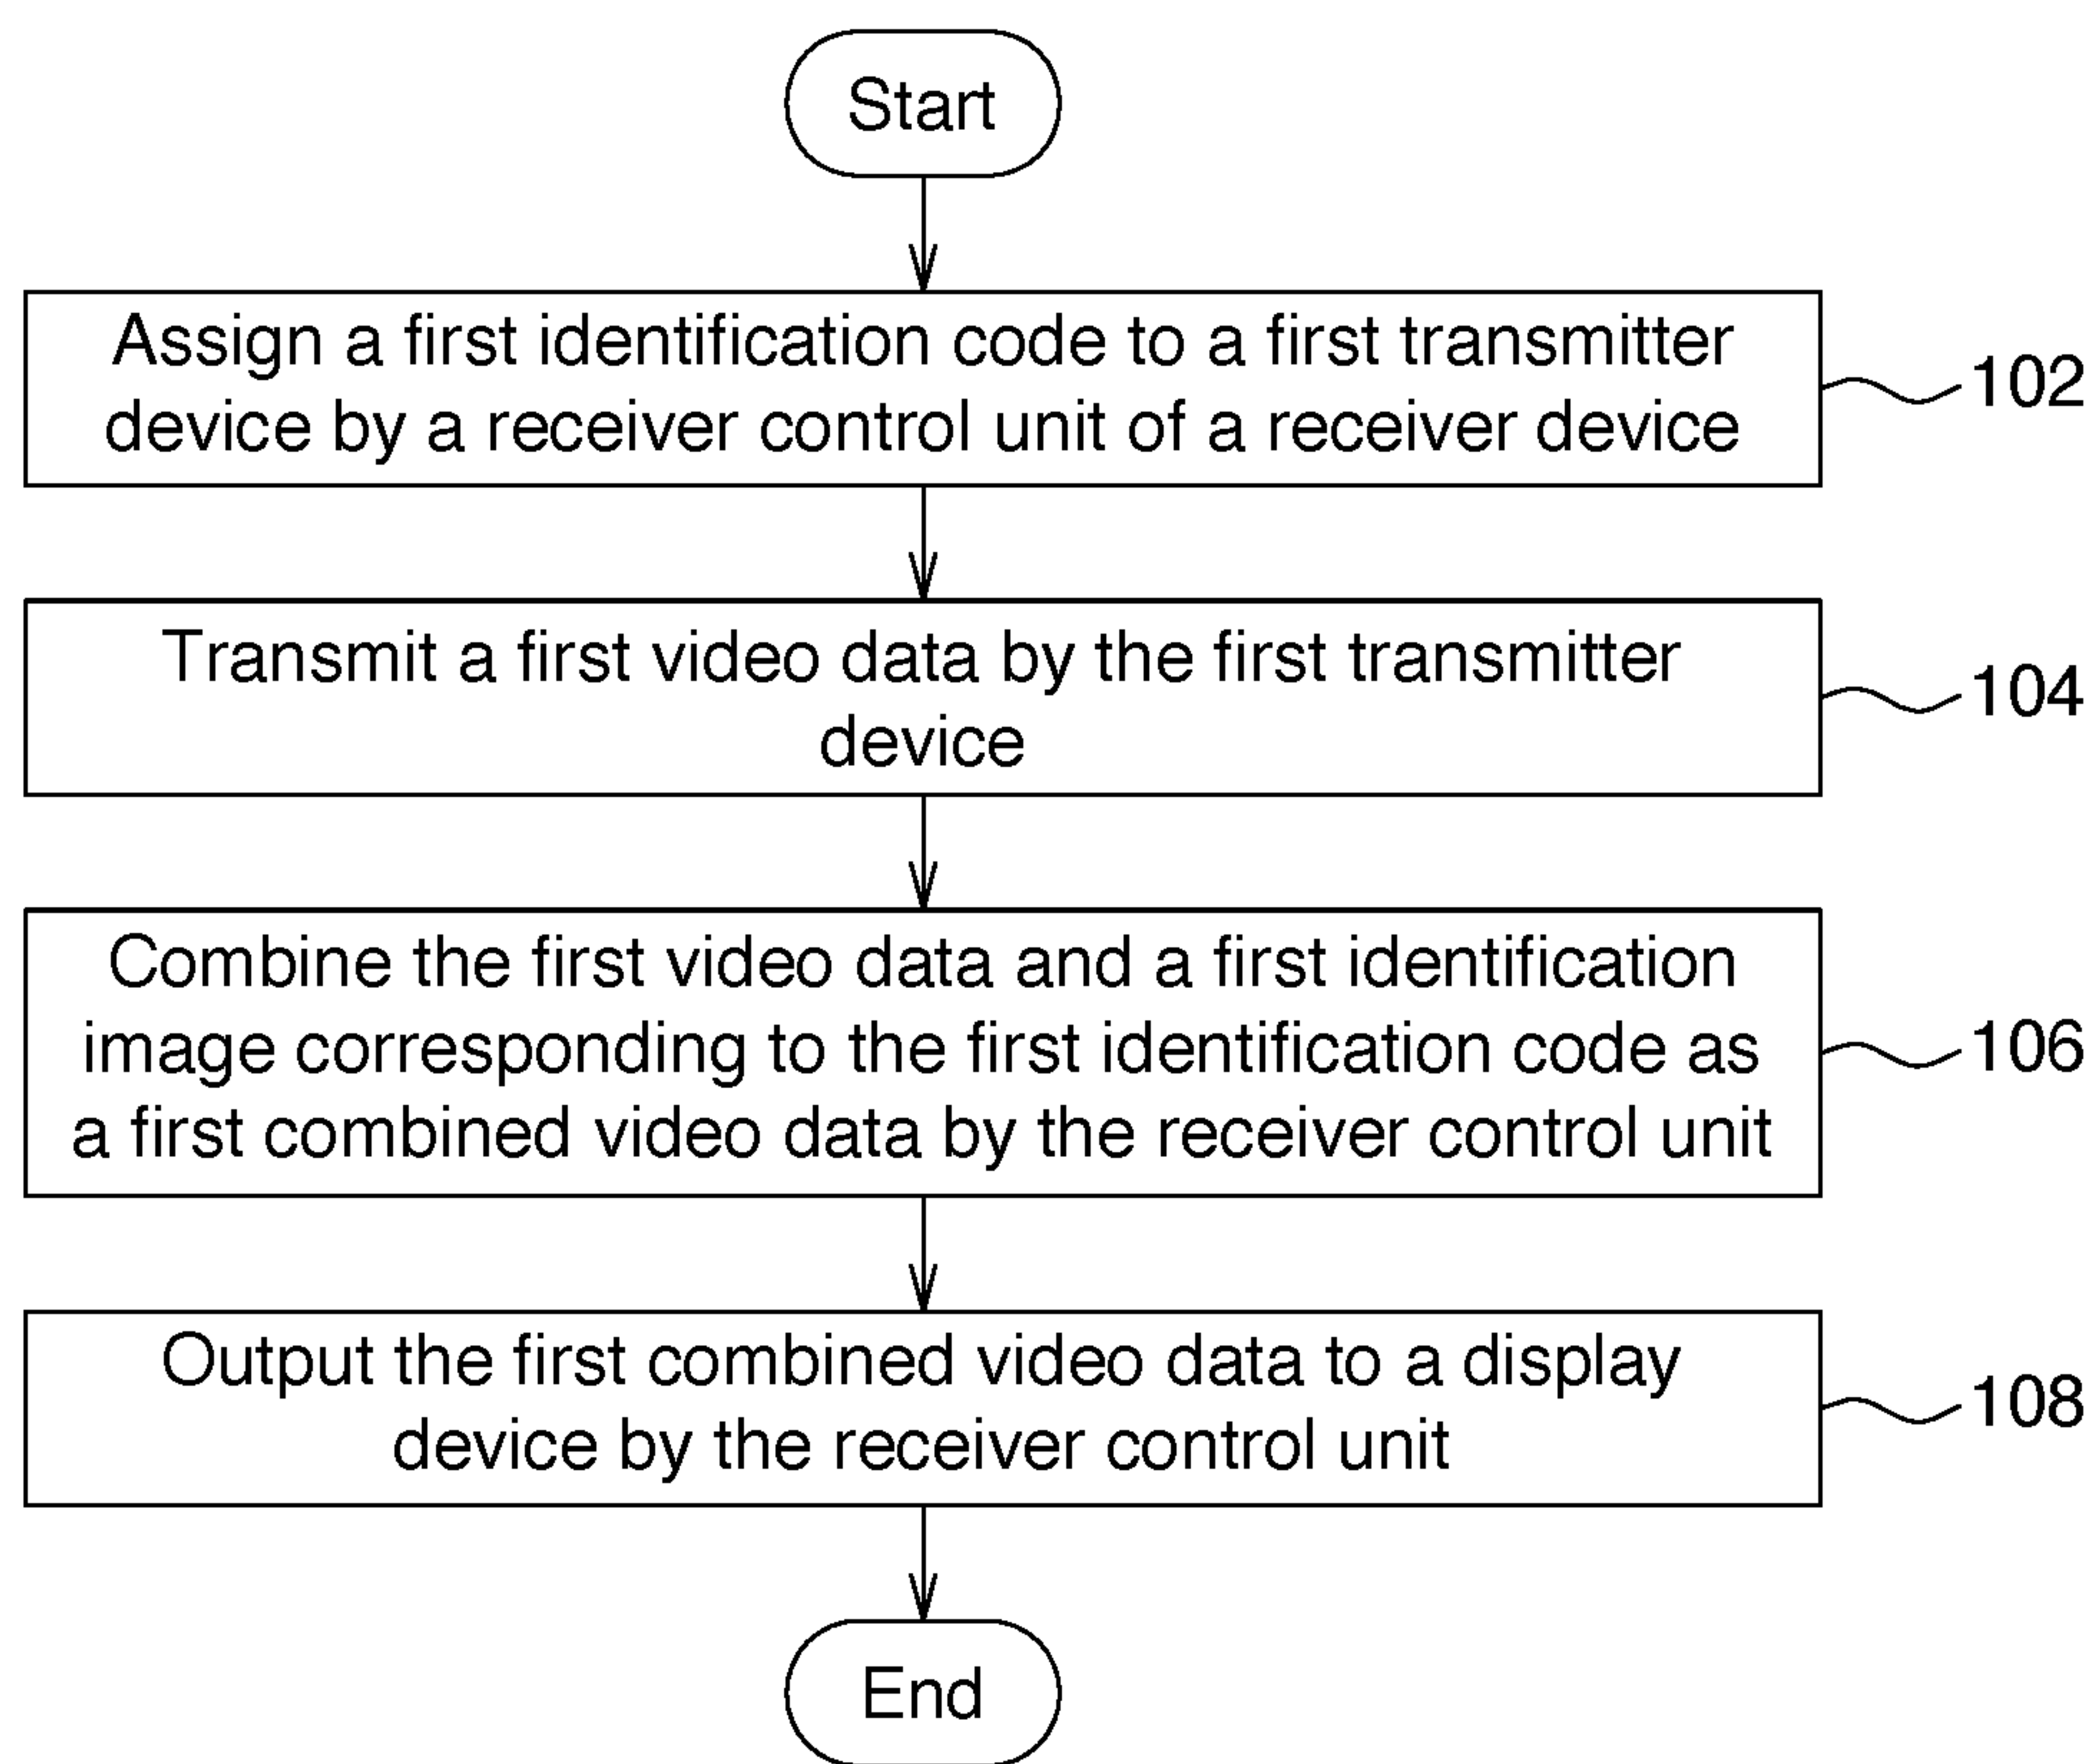 Start
Assign a first identification code to a first transmitter
device by a receiver control unit of a receiver device
102
Transmit a first video data by the first transmitter
device
104
Combine the first video data and a first identification
image corresponding to the first identification code as
a first combined video data by the receiver control unit
106
Output the first combined video data to a display
device by the receiver control unit
108
End